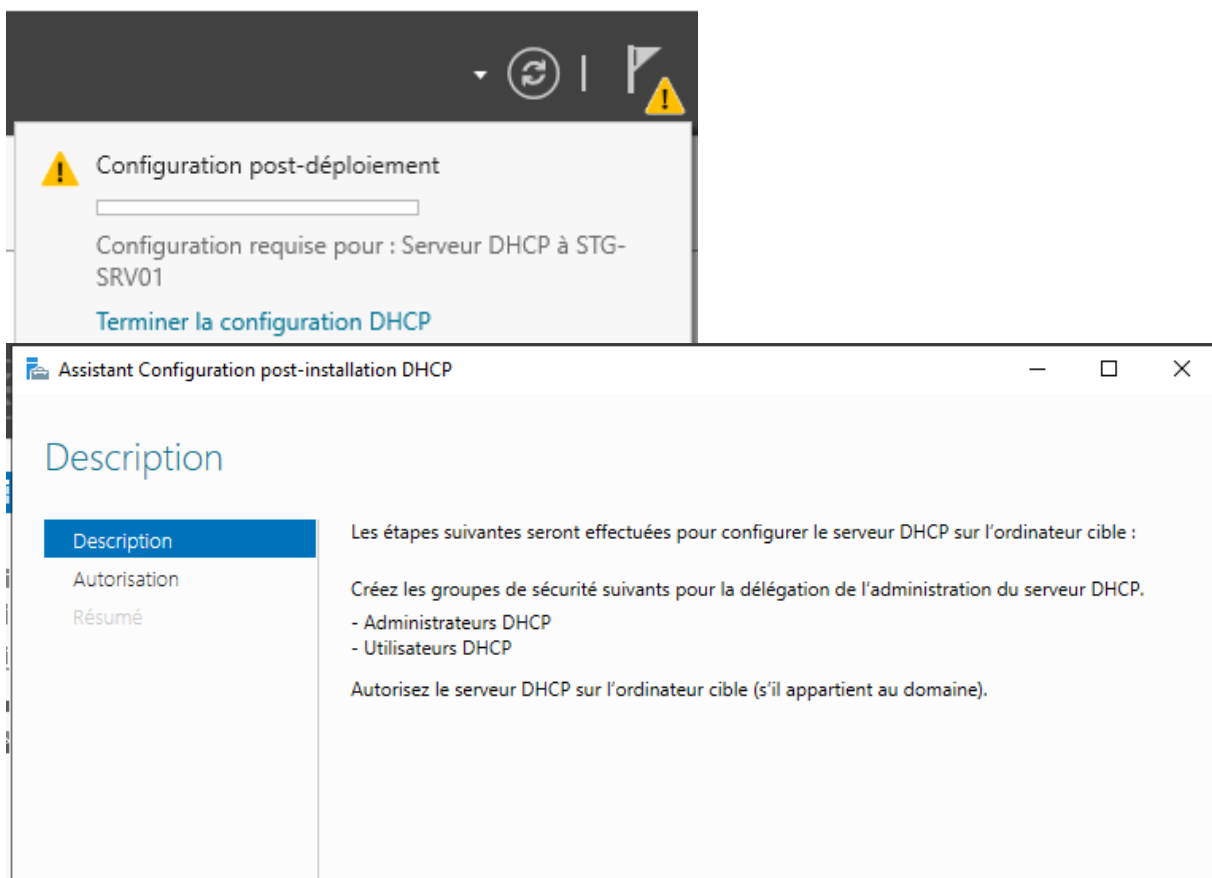 Configuration post-déploiement
Configuration requise pour : Serveur DHCP à STG-
SRV01
Terminer la configuration DHCP
Assistant Configuration post-installation DHCP
Description
Description
Les étapes suivantes seront effectuées pour configurer le serveur DHCP sur l'ordinateur cible :
Autorisation
Créez les groupes de sécurité suivants pour la délégation de l'administration du serveur DHCP.
Résumé
- Administrateurs DHCP
- Utilisateurs DHCP
Autorisez le serveur DHCP sur l'ordinateur cible (s'il appartient au domaine).